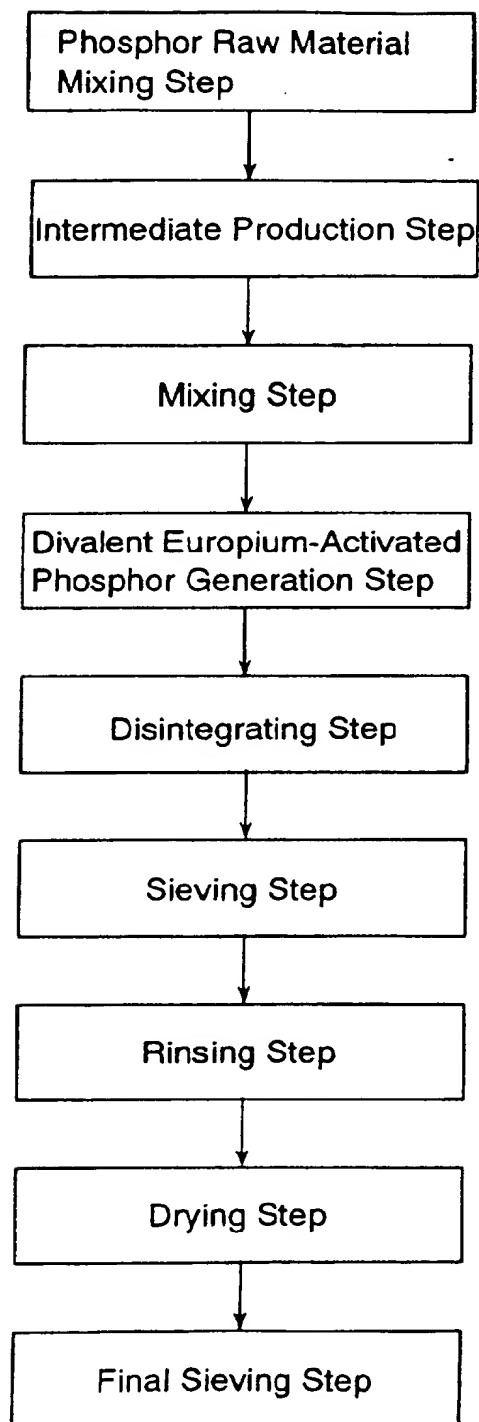 Phosphor Raw Material
Mixing Step
Intermediate Production Step
Mixing Step
Divalent Europium-Activated
Phosphor Generation Step
Disintegrating Step
Sieving Step
Rinsing Step
Drying Step
Final Sieving Step